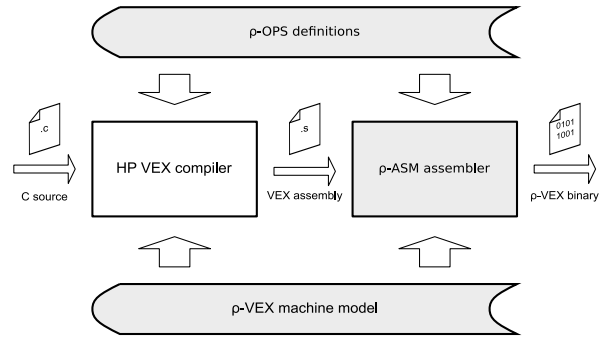 ρ-OPS definitions
.c
.s
0101
1001
HP VEX compiler
ρ-ASM assembler
C source
VEX assembly
ρ-VEX binary
ρ-VEX machine model